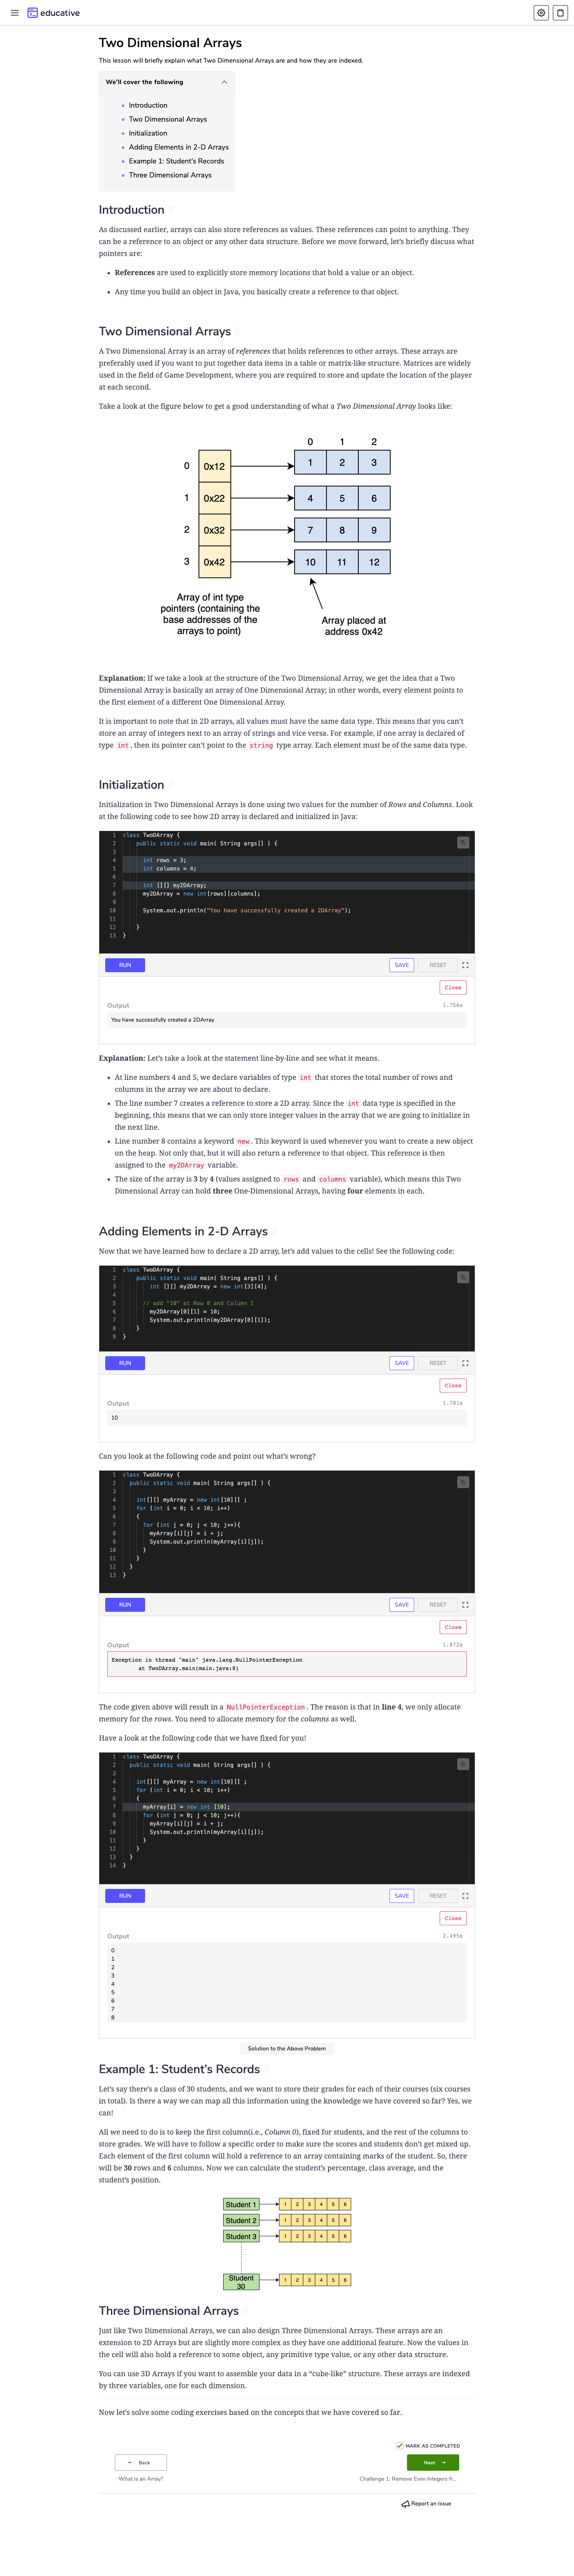 educative
Two Dimensional Arrays
This lesson will briefly explain what Two Dimensional Arrays are and how they are indexed.
We'll cover the following
Introduction
Two Dimensional Arrays
Initialization
Adding Elements in 2-D Arrays
Example 1: Student's Records
Three Dimensional Arrays
Introduction
As discussed earlier, arrays can also store references as values. These references can point to anything. They
can be a reference to an object or any other data structure. Before we move forward, let's briefly discuss what
pointers are:
• References are used to explicitly store memory locations that hold a value or an object.
• Any time you build an object in Java, you basically create a reference to that object.
Two Dimensional Arrays
A Two Dimensional Array is an array of references that holds references to other arrays. These arrays are
preferably used if you want to put together data items in a table or matrix-like structure. Matrices are widely
used in the field of Game Development, where you are required to store and update the location of the player
at each second.
Take a look at the figure below to get a good understanding of what a Two Dimensional Array looks like:
0 1 2
0 0x12 1 2 3
1 0x22 4 5 6
2 0x32 7 8 9
3 0x42 10 11 12
Array of int type
pointers (containing the
base addresses of the
arrays to point)
Array placed at
address 0x42
Explanation: If we take a look at the structure of the Two Dimensional Array, we get the idea that a Two
Dimensional Array is basically an array of One Dimensional Array; in other words, every element points to
the first element of a different One Dimensional Array.
It is important to note that in 2D arrays, all values must have the same data type. This means that you can't
store an array of integers next to an array of strings and vice versa. For example, if one array is declared of
type int, then its pointer can't point to the string type array. Each element must be of the same data type.
Initialization
Initialization in Two Dimensional Arrays is done using two values for the number of Rows and Columns. Look
at the following code to see how 2D array is declared and initialized in Java:
1 class TwoDArray {
2 public static void main( String args[] ) {
3
4 int rows = 3;
5 int columns = 4;
6
7 int [][] my2DArray;
8 my2DArray = new int[rows][columns];
9
10 System.out.println("You have successfully created a 2DArray");
11
12 }
13 }
RUN SAVE RESET
Close
Output 1.756s
You have successfully created a 2DArray
Explanation: Let's take a look at the statement line-by-line and see what it means.
• At line numbers 4 and 5, we declare variables of type int that stores the total number of rows and
columns in the array we are about to declare.
• The line number 7 creates a reference to store a 2D array. Since the int data type is specified in the
beginning, this means that we can only store integer values in the array that we are going to initialize in
the next line.
• Line number 8 contains a keyword new. This keyword is used whenever you want to create a new object
on the heap. Not only that, but it will also return a reference to that object. This reference is then
assigned to the my2DArray variable.
• The size of the array is 3 by 4 (values assigned to rows and columns variable), which means this Two
Dimensional Array can hold three One-Dimensional Arrays, having four elements in each.
Adding Elements in 2-D Arrays
Now that we have learned how to declare a 2D array, let's add values to the cells! See the following code:
1 class TwoDArray {
2 public static void main( String args[] ) {
3 int [][] my2DArray = new int[3][4];
4
5 // add "10" at Row 0 and Column 1
6 my2DArray[0][1] = 10;
7 System.out.println(my2DArray[0][1]);
8 }
9 }
RUN SAVE RESET
Close
Output 1.781s
10
Can you look at the following code and point out what's wrong?
1 class TwoDArray {
2 public static void main( String args[] ) {
3
4 int[][] myArray = new int[10][] ;
5 for (int i = 0; i < 10; i++)
6 {
7 for (int j = 0; j < 10; j++){
8 myArray[i][j] = i + j;
9 System.out.println(myArray[i][j]);
10 }
11 }
12 }
13 }
RUN SAVE RESET
Close
Output 1.872s
Exception in thread "main" java.lang.NullPointerException
at TwoDArray.main(main.java:8)
The code given above will result in a NullPointerException. The reason is that in line 4, we only allocate
memory for the rows. You need to allocate memory for the columns as well.
Have a look at the following code that we have fixed for you!
1 class TwoDArray {
2 public static void main( String args[] ) {
3
4 int[][] myArray = new int[10][] ;
5 for (int i = 0; i < 10; i++)
6 {
7 myArray[i] = new int [10];
8 for (int j = 0; j < 10; j++){
9 myArray[i][j] = i + j;
10 System.out.println(myArray[i][j]);
11 }
12 }
13 }
14 }
RUN SAVE RESET
Close
Output 2.495s
0
1
2
3
4
5
6
7
8
Solution to the Above Problem
Example 1: Student's Records
Let's say there's a class of 30 students, and we want to store their grades for each of their courses (six courses
in total). Is there a way we can map all this information using the knowledge we have covered so far? Yes, we
can!
All we need to do is to keep the first column(i.e., Column 0), fixed for students, and the rest of the columns to
store grades. We will have to follow a specific order to make sure the scores and students don't get mixed up.
Each element of the first column will hold a reference to an array containing marks of the student. So, there
will be 30 rows and 6 columns. Now we can calculate the student's percentage, class average, and the
student's position.
Student 1 1 2 3 4 5 6
Student 2 1 2 3 4 5 6
Student 3 1 2 3 4 5 6
Student
30 1 2 3 4 5 6
Three Dimensional Arrays
Just like Two Dimensional Arrays, we can also design Three Dimensional Arrays. These arrays are an
extension to 2D Arrays but are slightly more complex as they have one additional feature. Now the values in
the cell will also hold a reference to some object, any primitive type value, or any other data structure.
You can use 3D Arrays if you want to assemble your data in a "cube-like" structure. These arrays are indexed
by three variables, one for each dimension.
Now let's solve some coding exercises based on the concepts that we have covered so far.
MARK AS COMPLETED
← Back Next →
What is an Array? Challenge 1: Remove Even Integers fr...
Report an Issue